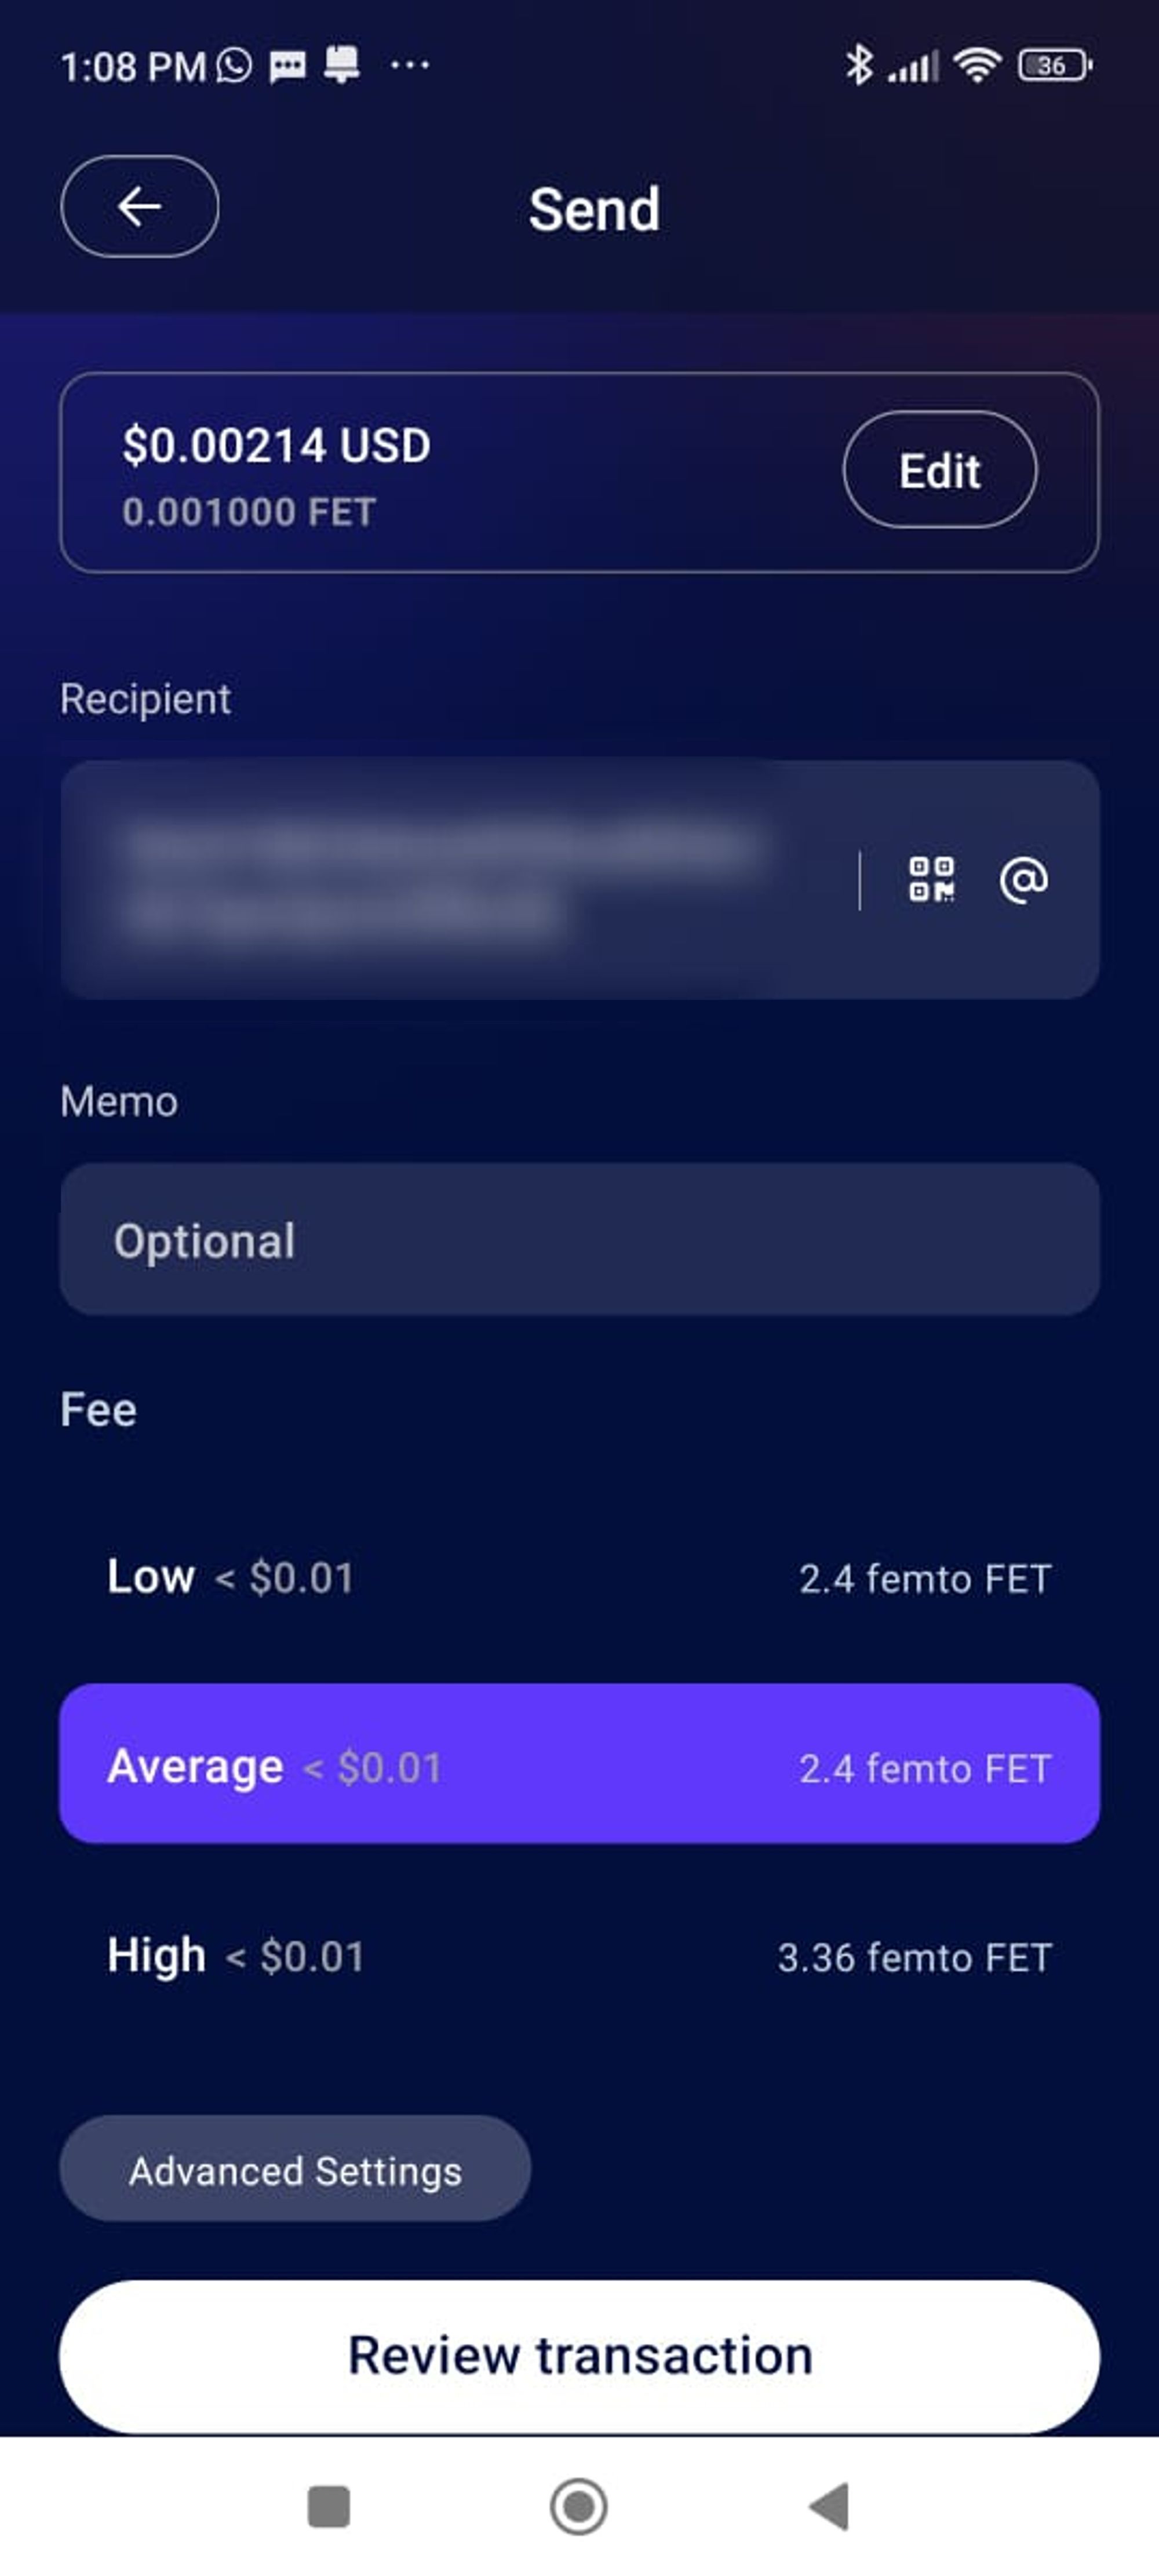 1:08 PM ...
36
Send
$0.00214 USD
0.001000 FET
Edit
Recipient
Memo
Optional
Fee
Low < $0.01 2.4 femto FET
Average < $0.01 2.4 femto FET
High < $0.01 3.36 femto FET
Advanced Settings
Review transaction